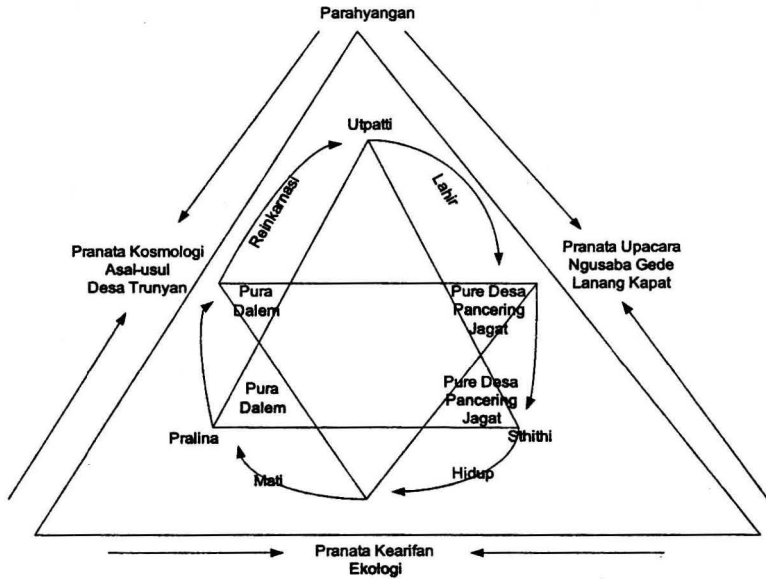 Parahyangan
Utpatti
Reinkarnasi
Lahir
Pranata Kosmologi
Asal-usul
Desa Trunyan
Pranata Upacara
Ngusaba Gede
Lanang Kapat
Pura
Dalem
Pure Desa
Pancering
Jagat
Pura
Dalem
Pure Desa
Pancering
Jagat
Pralina
Sthithi
Mati
Hidup
Pranata Kearifan
Ekologi